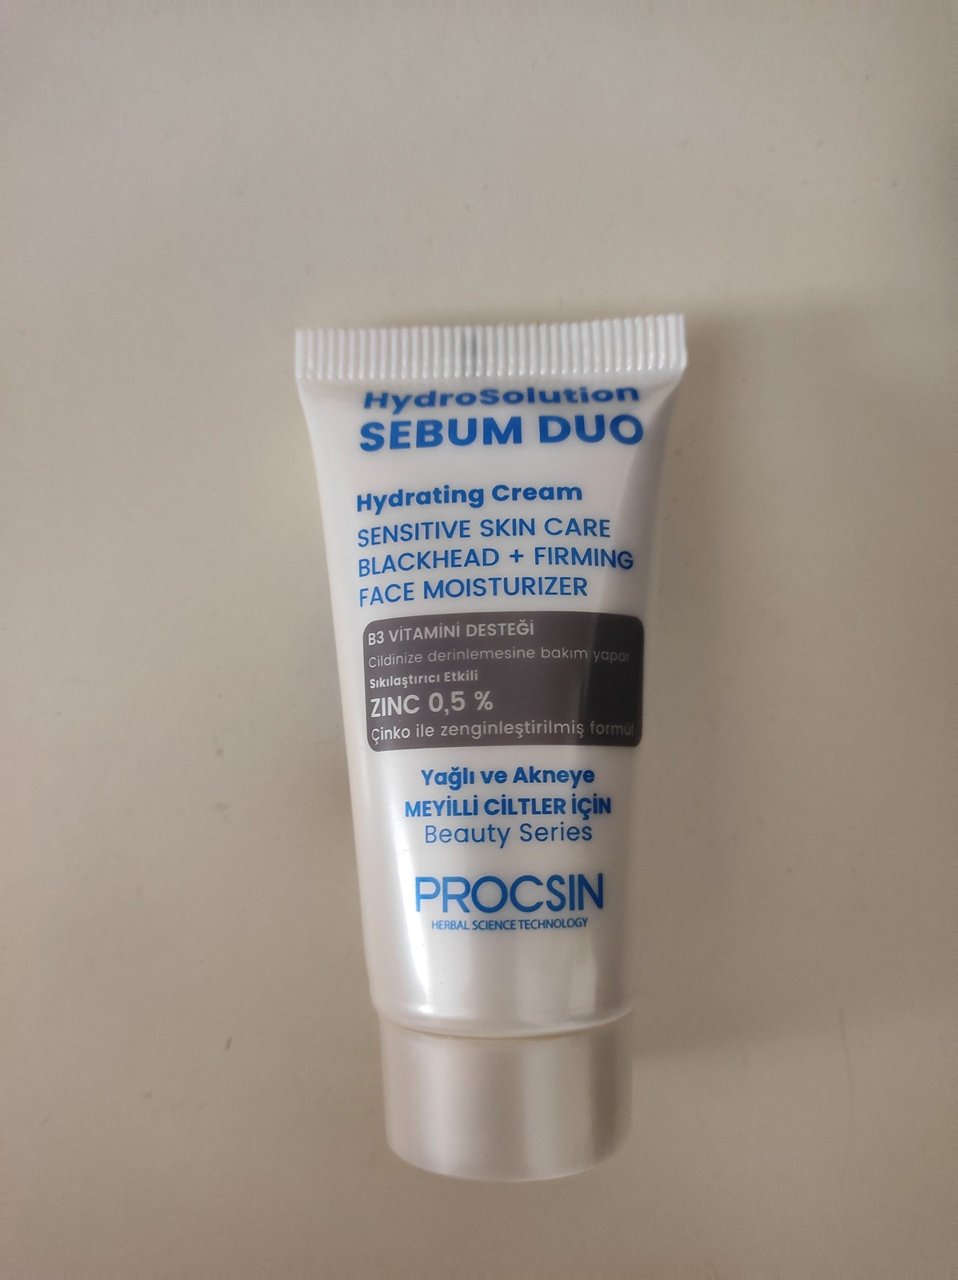 HydroSolution
SEBUM DUO
Hydrating Cream
SENSITIVE SKIN CARE
BLACKHEAD + FIRMING
FACE MOISTURIZER
B3 VİTAMİNİ DESTEĞİ
Cildinize derinlemesine bakım yapar
Sıkılaştırıcı Etkili
ZINC 0,5 %
Çinko ile zenginleştirilmiş formül
Yağlı ve Akneye
MEYİLLİ CİLTLER İÇİN
Beauty Series
PROCSIN
HERBAL SCIENCE TECHNOLOGY